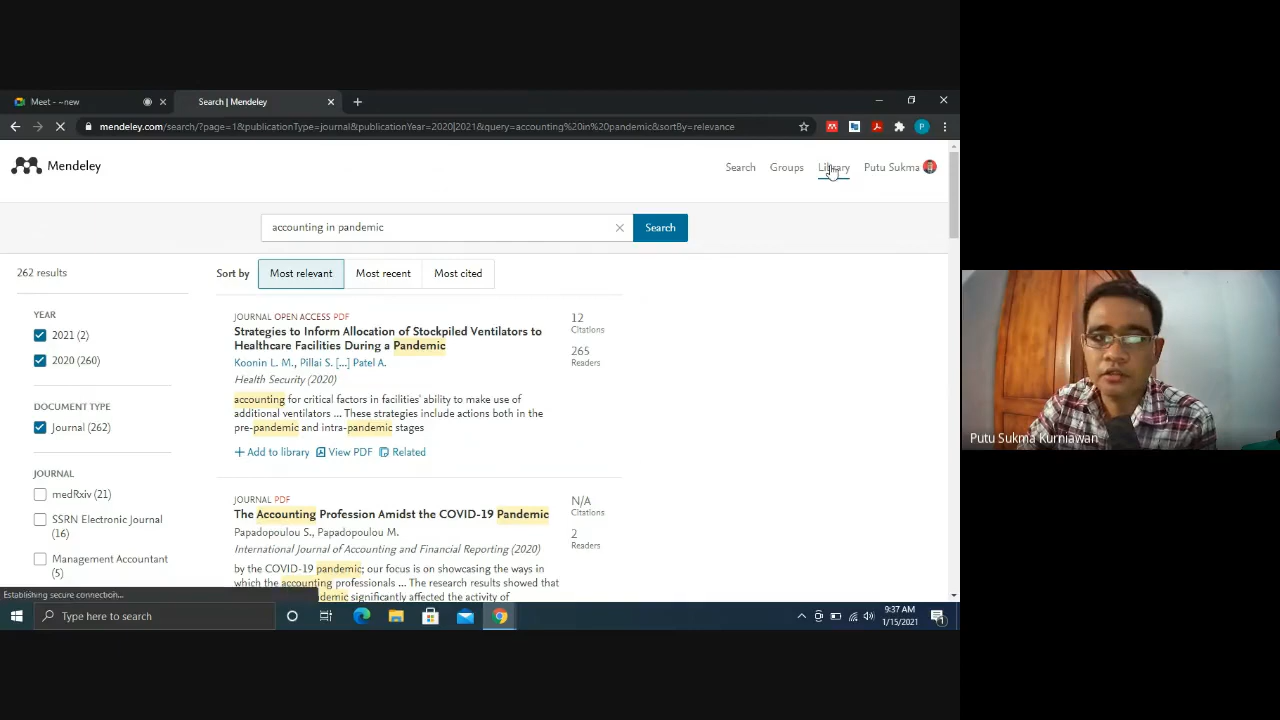 Meet - ~new
Search | Mendeley
mendeley.com/search/?page=1&publicationType=journal&publicationYear=2020|2021&query=accounting%20in%20pandemic&sortBy=relevance
P
Mendeley
Search
Groups
Library
Putu Sukma
accounting in pandemic
Search
262 results
Sort by
Most relevant
Most recent
Most cited
YEAR
2021 (2)
2020 (260)
DOCUMENT TYPE
Journal (262)
JOURNAL
medRxiv (21)
SSRN Electronic Journal
(16)
Management Accountant
(5)
JOURNAL OPEN ACCESS PDF
Strategies to Inform Allocation of Stockpiled Ventilators to
Healthcare Facilities During a Pandemic
Koonin L. M., Pillai S. [...] Patel A.
Health Security (2020)
accounting for critical factors in facilities' ability to make use of
additional ventilators ... These strategies include actions both in the
pre-pandemic and intra-pandemic stages
+ Add to library
View PDF
Related
12
Citations
265
Readers
JOURNAL PDF
The Accounting Profession Amidst the COVID-19 Pandemic
Papadopoulou S., Papadopoulou M.
International Journal of Accounting and Financial Reporting (2020)
by the COVID-19 pandemic; our focus is on showcasing the ways in
which the accounting professionals ... The research results showed that
demic significantly affected the activity of
N/A
Citations
2
Readers
Establishing secure connection...
Type here to search
9:37 AM
1/15/2021
1
Putu Sukma Kurniawan